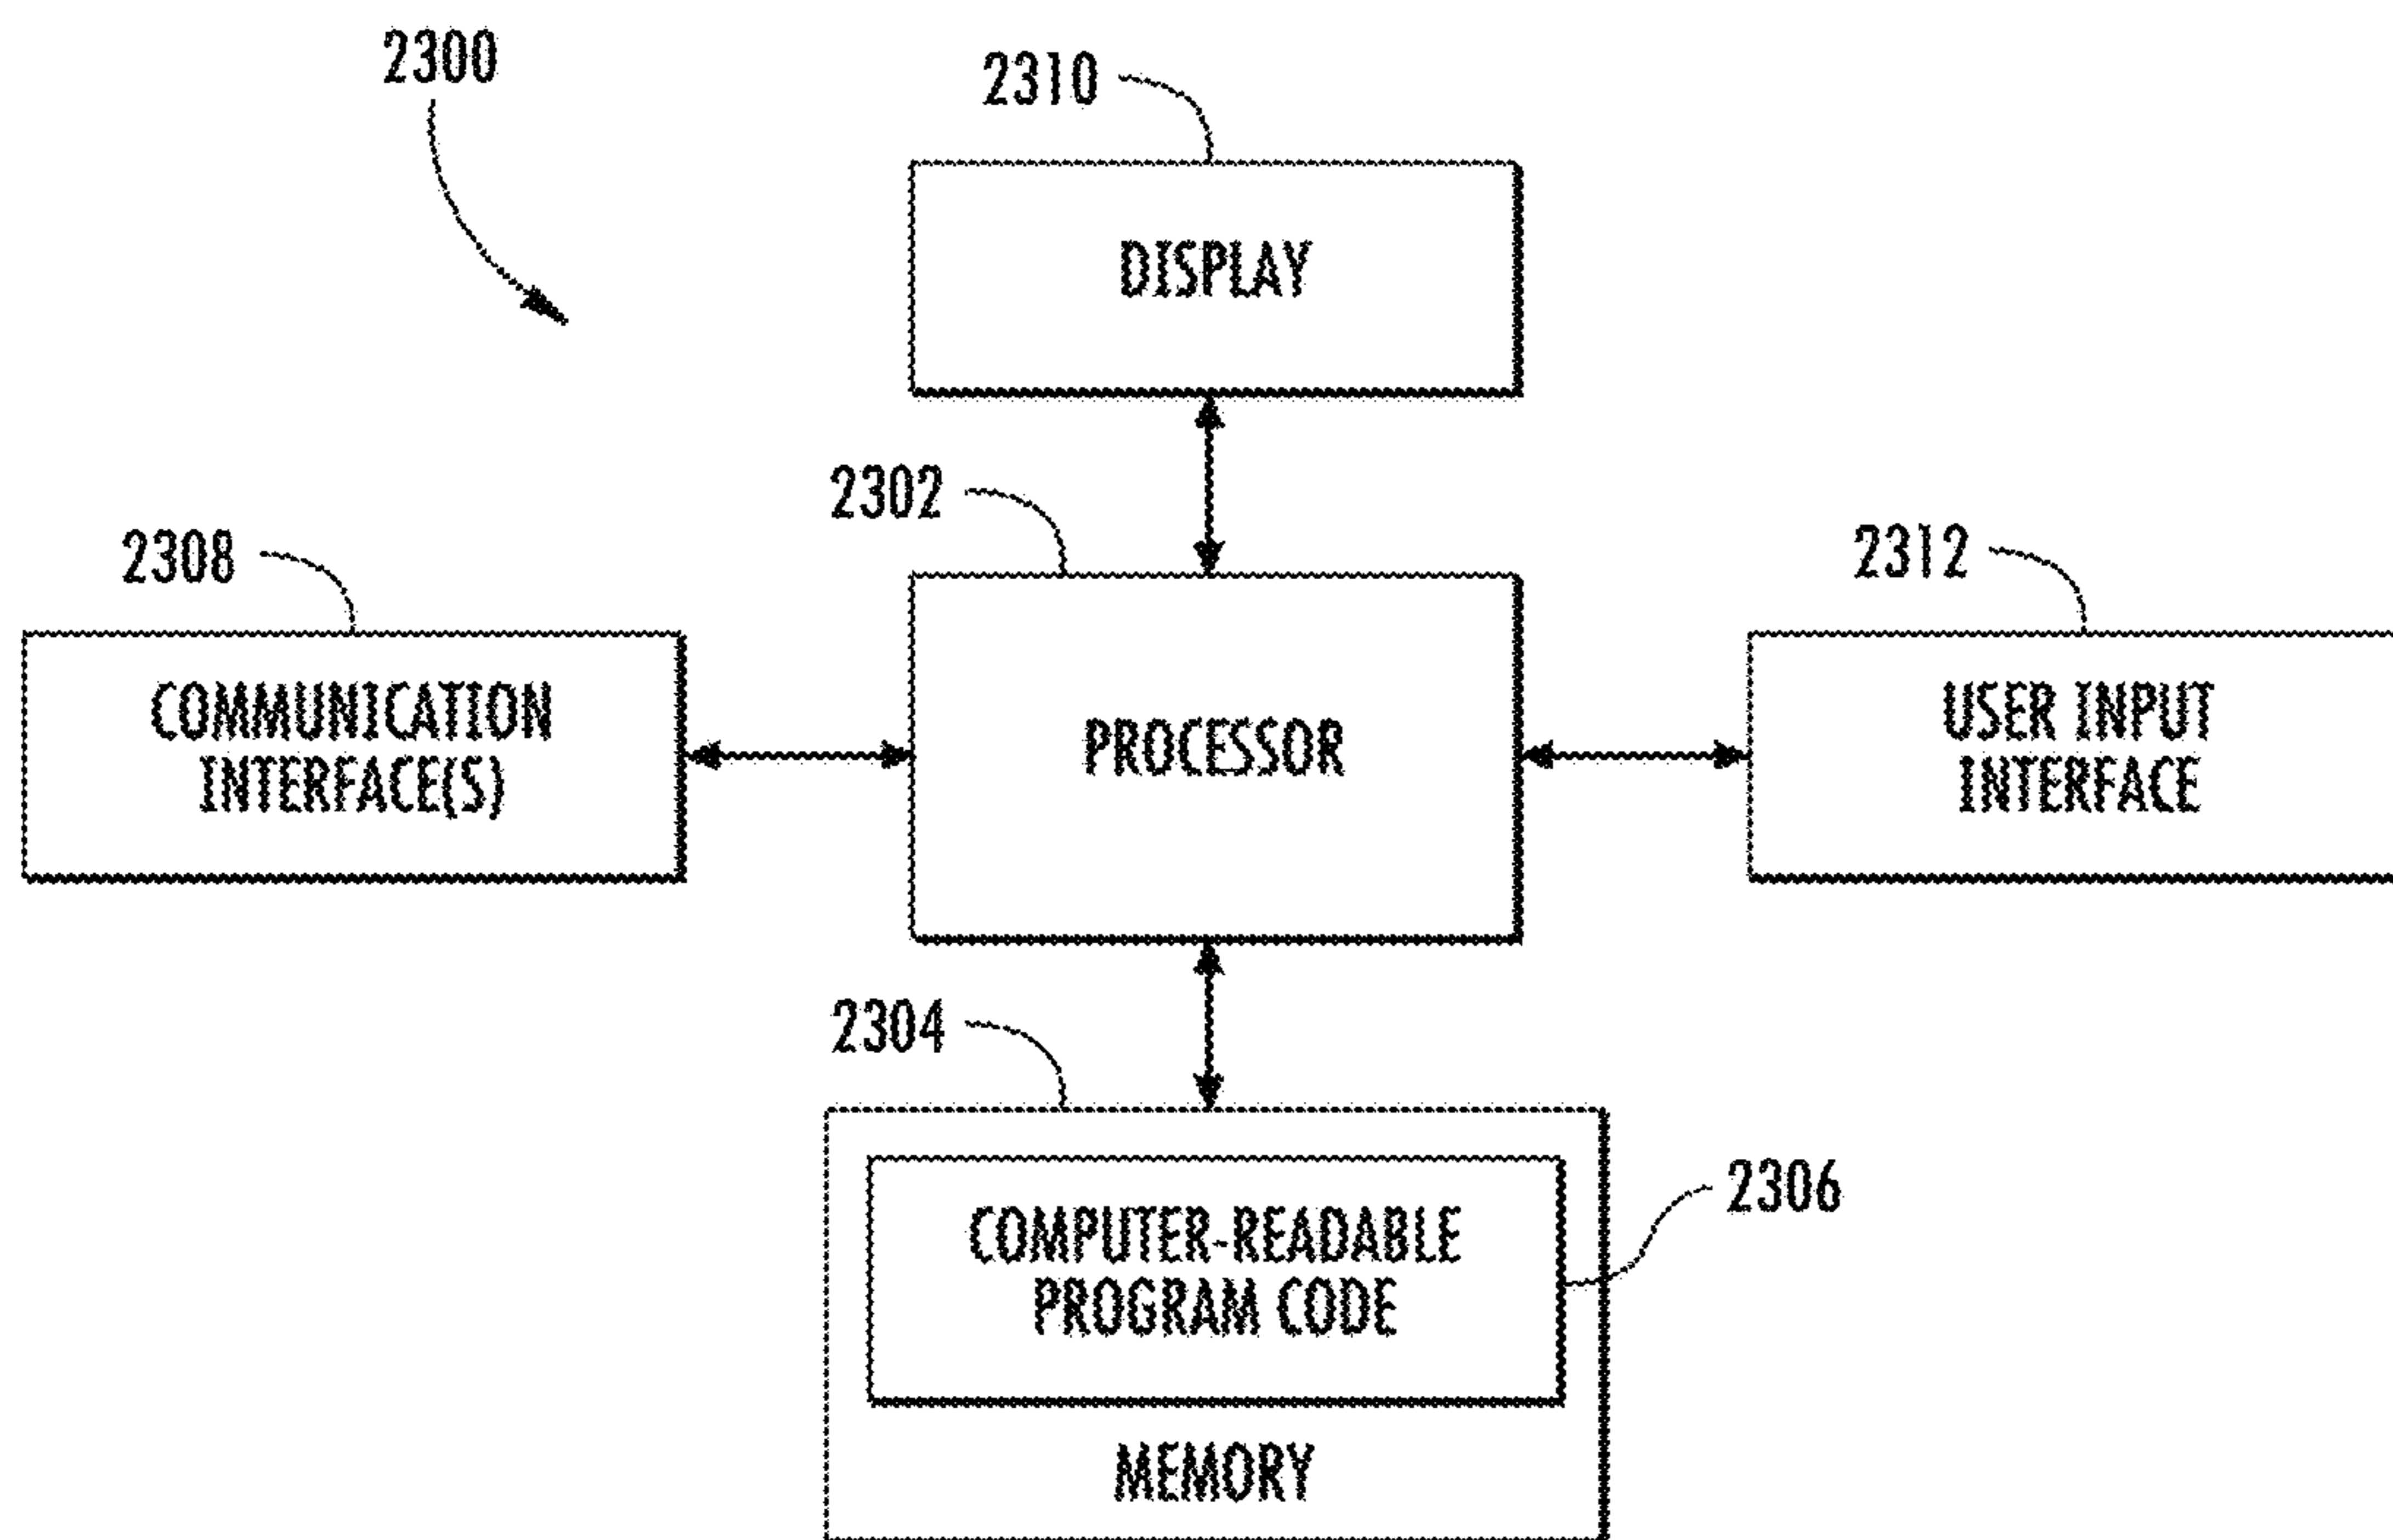 2300
2310
DISPLAY
2302
2308
2312
COMMUNICATION
INTERFACE(S)
PROCESSOR
USER INPUT
INTERFACE
2304
2306
COMPUTER-READABLE
PROGRAM CODE
MEMORY